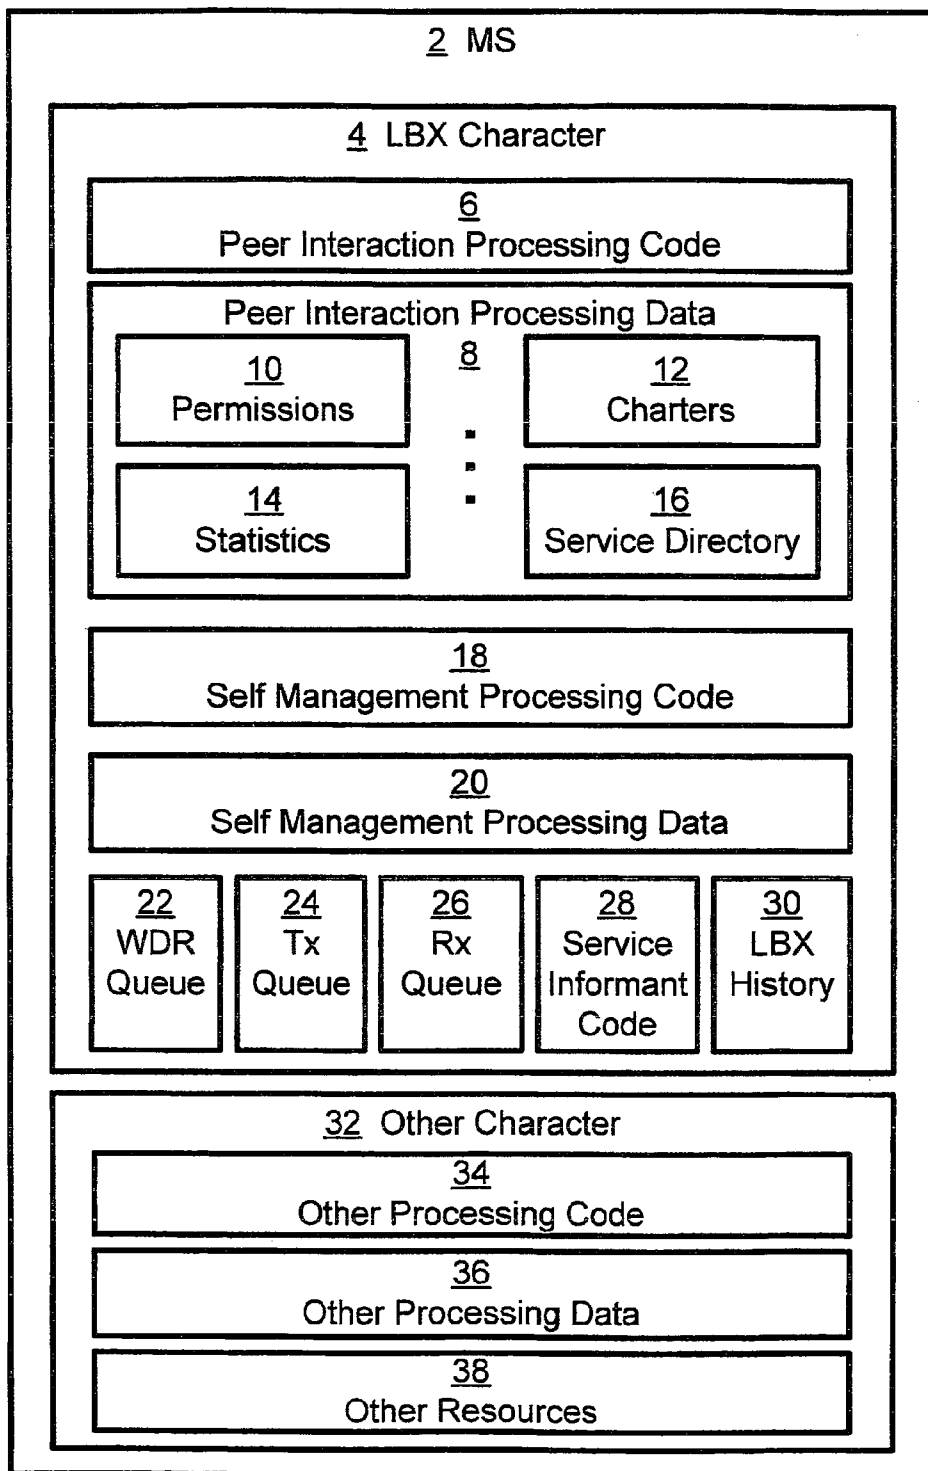 2 MS
4 LBX Character
6
Peer Interaction Processing Code
Peer Interaction Processing Data
8
10
Permissions
12
Charters
14
Statistics
16
Service Directory
18
Self Management Processing Code
20
Self Management Processing Data
22
WDR
Queue
24
Tx
Queue
26
Rx
Queue
28
Service
Informant
Code
30
LBX
History
32 Other Character
34
Other Processing Code
36
Other Processing Data
38
Other Resources